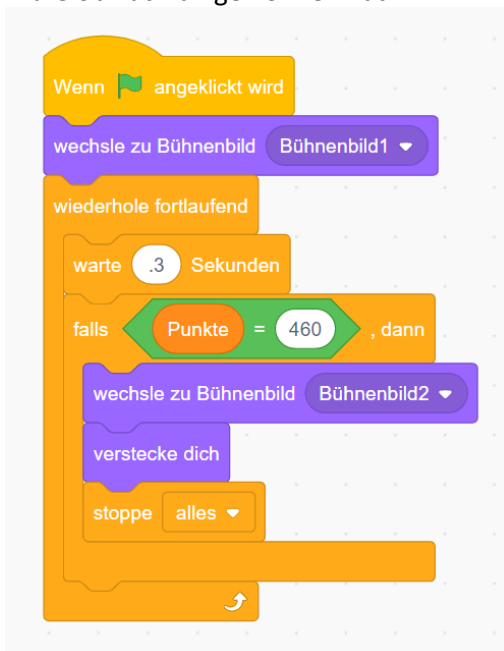 Wenn angeklickt wird
wechsle zu Bühnenbild Bühnenbild1
wiederhole fortlaufend
warte .3 Sekunden
falls Punkte = 460 , dann
wechsle zu Bühnenbild Bühnenbild2
verstecke dich
stoppe alles